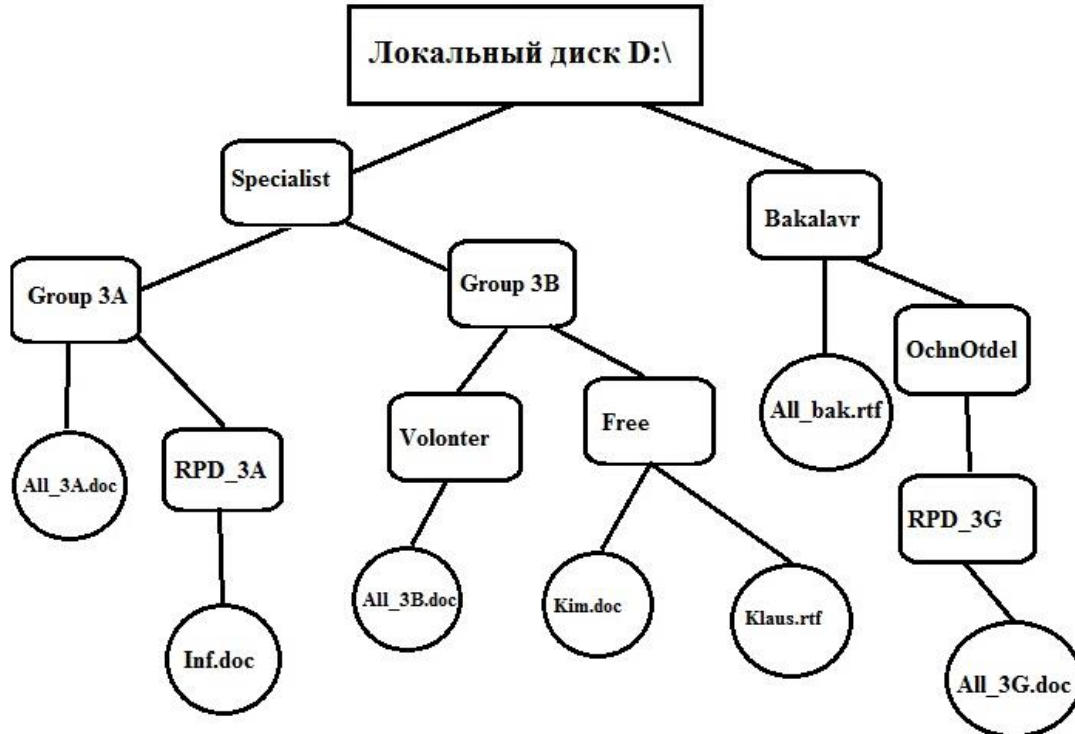 Локальный диск D:\
Specialist
Bakalavr
Group 3A
Group 3B
OchnOtdel
All_bak.rtf
Volonter
Free
All_3A.doc
RPD_3A
RPD_3G
All_3B.doc
Kim.doc
Klaus.rtf
Inf.doc
All_3G.doc